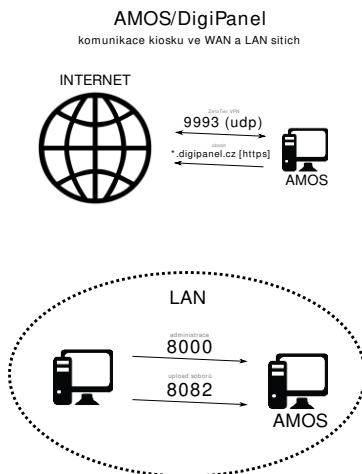 AMOS/DigiPanel
komunikace kiosku ve WAN a LAN sitich
INTERNET
ZeroTier VPN
9993 (udp)
obsah
*.digipanel.cz [https]
AMOS
LAN
administrace
8000
upload soborů
8082
AMOS